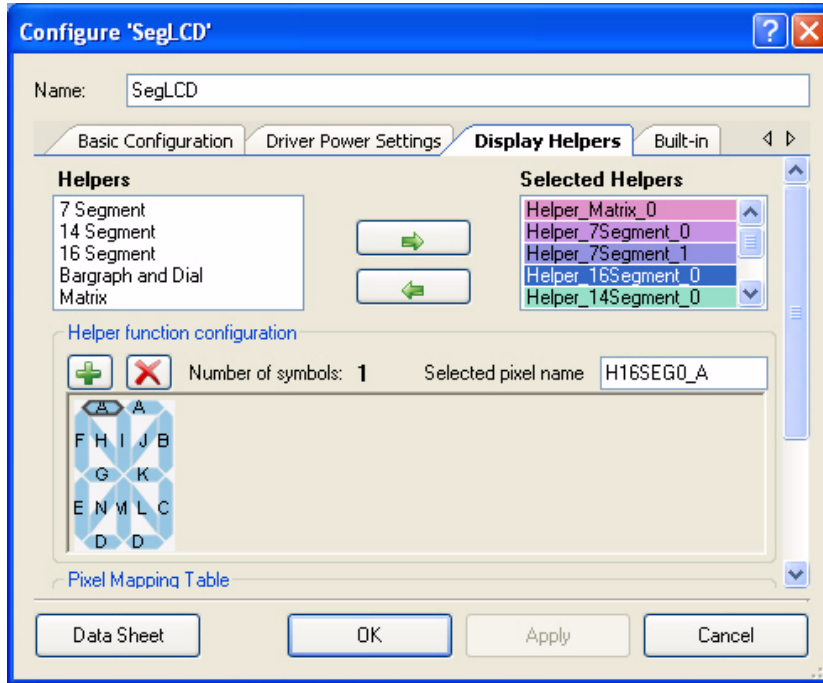 Configure 'SegLCD'
Name: SegLCD
Basic Configuration Driver Power Settings Display Helpers Built-in
Helpers Selected Helpers
7 Segment
14 Segment
16 Segment
Bargraph and Dial
Matrix
Helper_Matrix_0
Helper_7Segment_0
Helper_7Segment_1
Helper_16Segment_0
Helper_14Segment_0
Helper function configuration
Number of symbols: 1 Selected pixel name H16SEG0_A
A A
F H I J B
G K
E N M L C
D D
Pixel Mapping Table
Data Sheet OK Apply Cancel